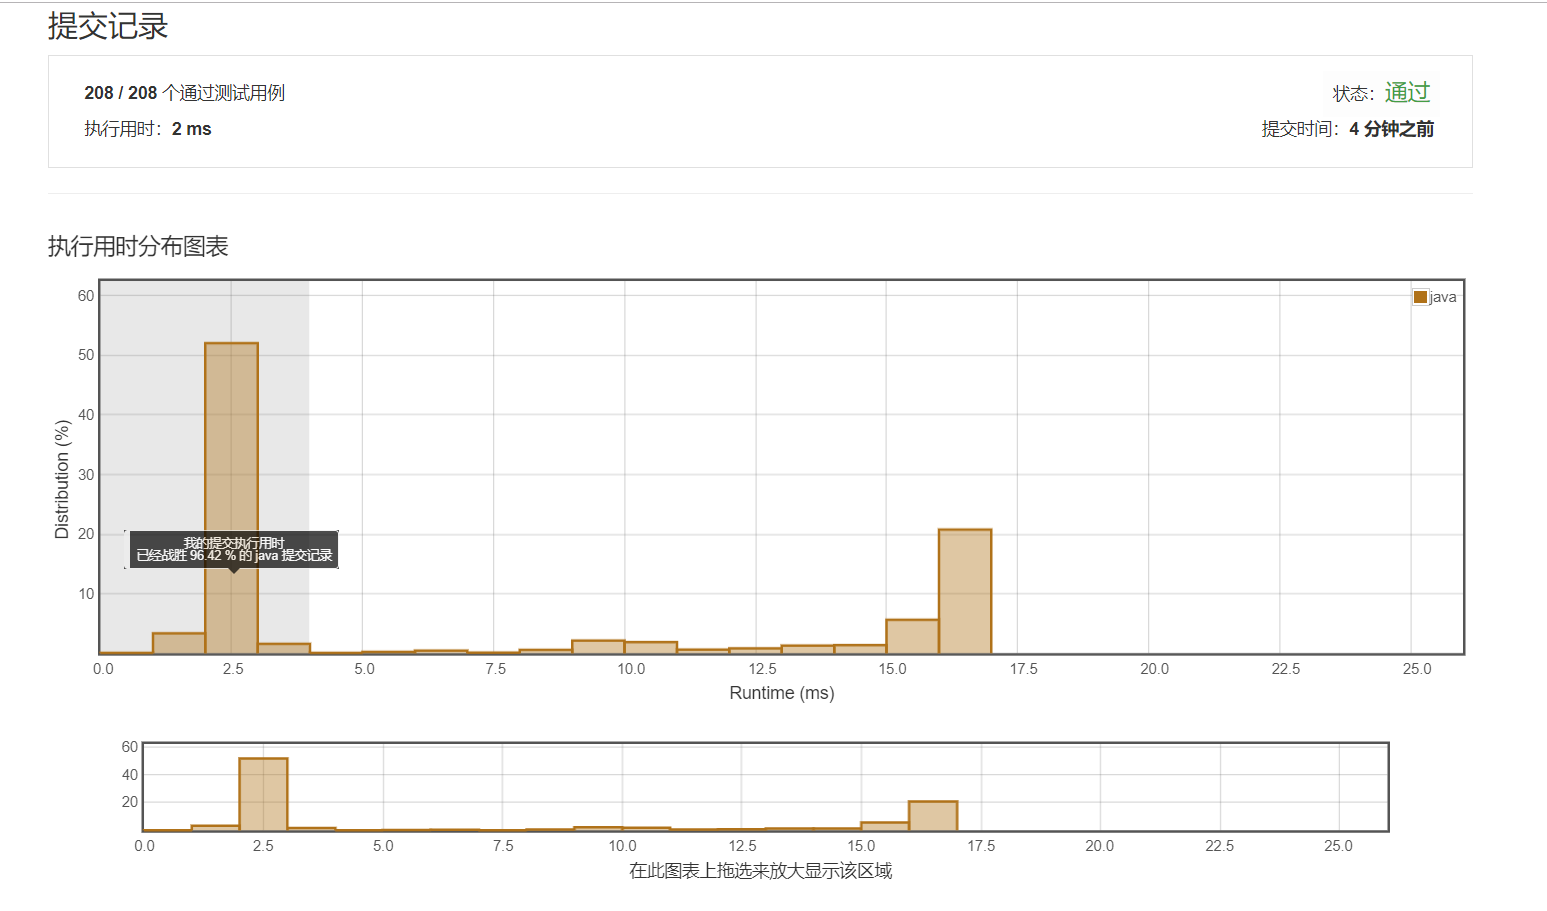 提交记录
208 / 208 个通过测试用例
状态：通过
执行用时：2 ms
提交时间：4 分钟之前
执行用时分布图表
java
60
50
40
30
20
10
Distribution (%)
我的提交执行用时
已经战胜 96.42 % 的 java 提交记录
0.0 2.5 5.0 7.5 10.0 12.5 15.0 17.5 20.0 22.5 25.0
Runtime (ms)
60
40
20
0.0 2.5 5.0 7.5 10.0 12.5 15.0 17.5 20.0 22.5 25.0
在此图表上拖选来放大显示该区域